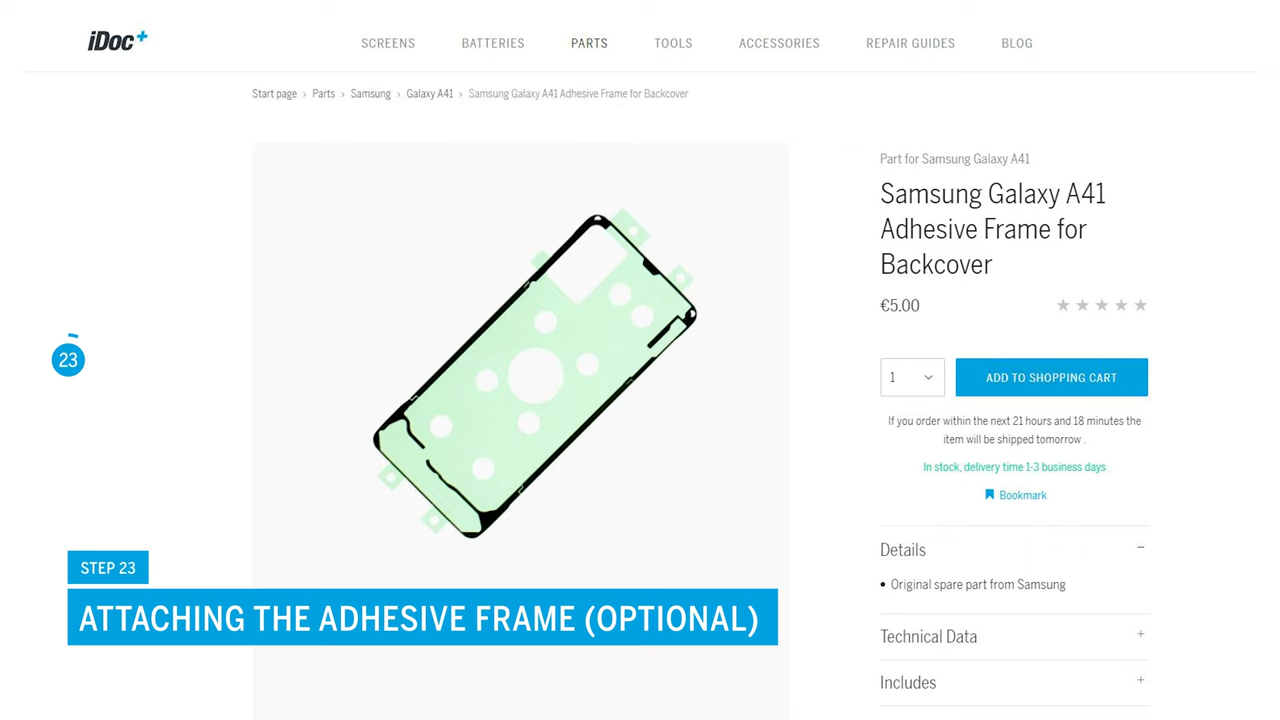 iDoc+
SCREENS BATTERIES PARTS TOOLS ACCESSORIES REPAIR GUIDES BLOG
Start page › Parts › Samsung › Galaxy A41 › Samsung Galaxy A41 Adhesive Frame for Backcover
Part for Samsung Galaxy A41
Samsung Galaxy A41
Adhesive Frame for
Backcover
€5.00
1
ADD TO SHOPPING CART
If you order within the next 21 hours and 18 minutes the
item will be shipped tomorrow .
In stock, delivery time 1-3 business days
Bookmark
Details −
• Original spare part from Samsung
Technical Data +
Includes +
23
STEP 23
ATTACHING THE ADHESIVE FRAME (OPTIONAL)